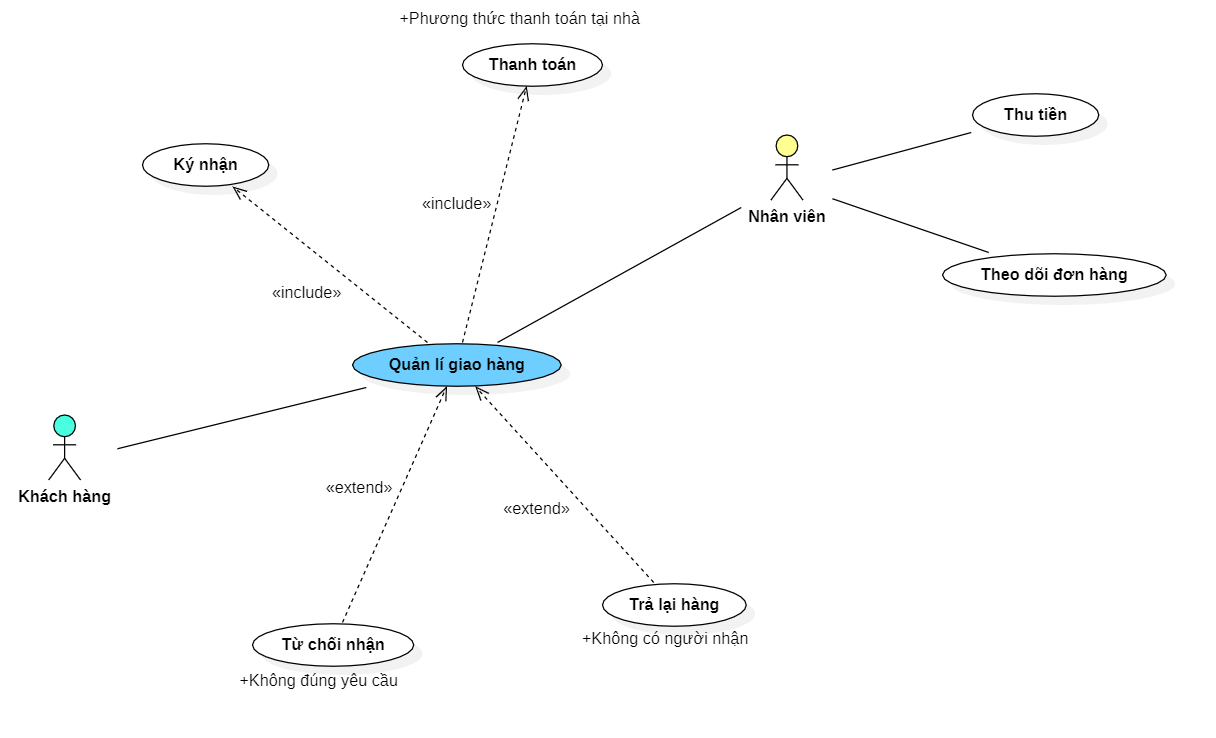 +Phương thức thanh toán tại nhà
Thanh toán
Thu tiền
Ký nhận
«include»
Nhân viên
Theo dõi đơn hàng
«include»
Quản lí giao hàng
Khách hàng
«extend»
«extend»
Trả lại hàng
+Không có người nhận
Từ chối nhận
+Không đúng yêu cầu